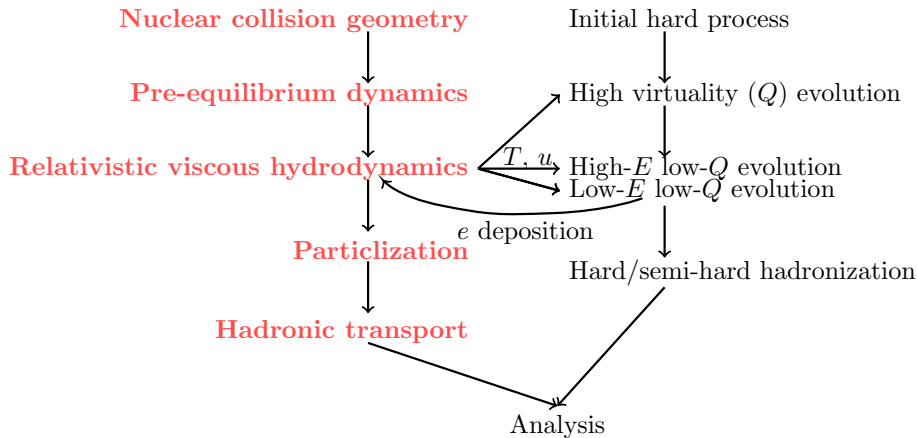 Nuclear collision geometry
Initial hard process
Pre-equilibrium dynamics
High virtuality (Q) evolution
Relativistic viscous hydrodynamics
T, u
High-E low-Q evolution
Low-E low-Q evolution
e deposition
Particlization
Hard/semi-hard hadronization
Hadronic transport
Analysis